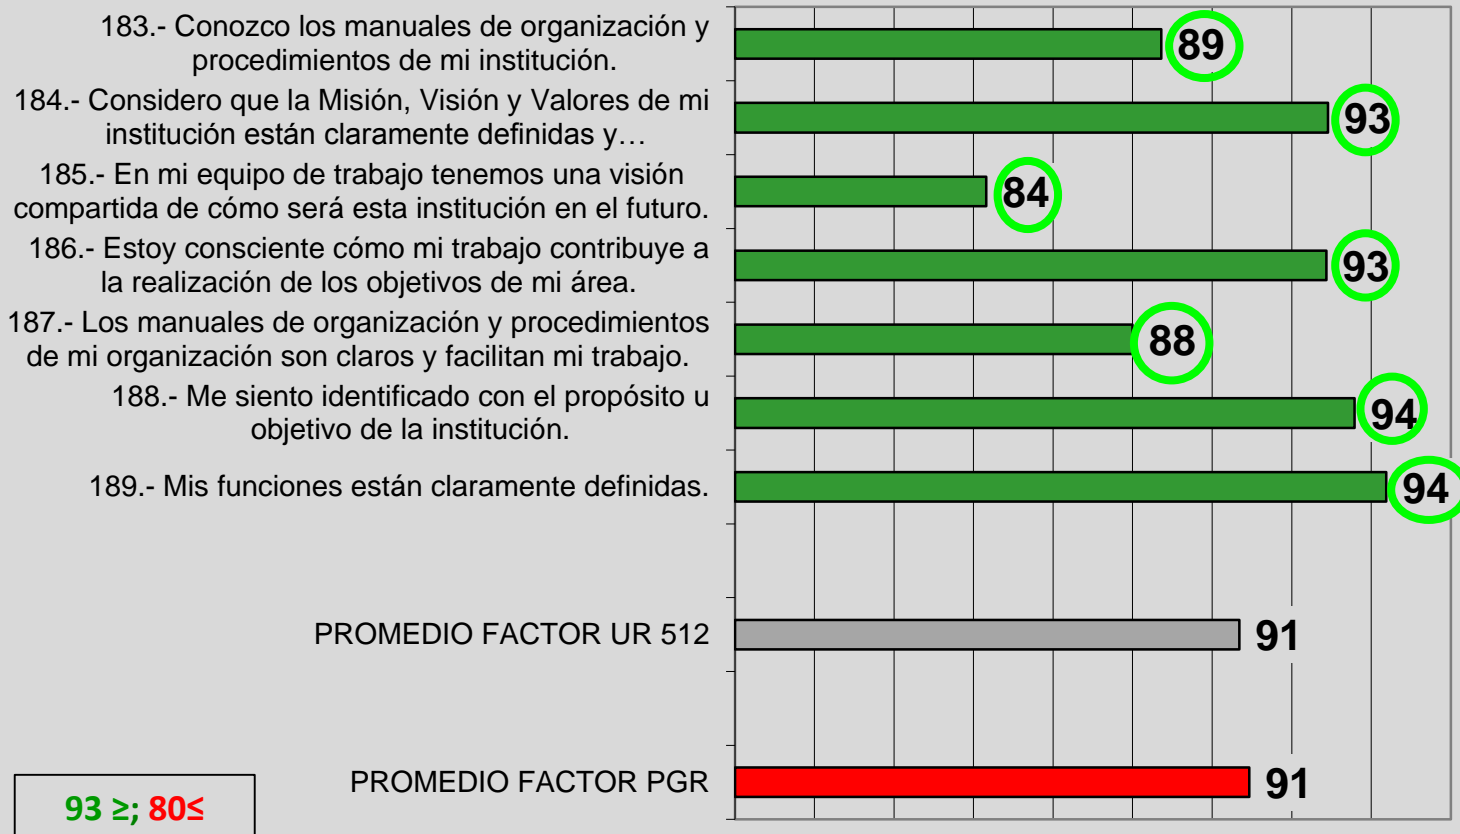 183.- Conozco los manuales de organización y
procedimientos de mi institución.
89
184.- Considero que la Misión, Visión y Valores de mi
institución están claramente definidas y…
93
185.- En mi equipo de trabajo tenemos una visión
compartida de cómo será esta institución en el futuro.
84
186.- Estoy consciente cómo mi trabajo contribuye a
la realización de los objetivos de mi área.
93
187.- Los manuales de organización y procedimientos
de mi organización son claros y facilitan mi trabajo.
88
188.- Me siento identificado con el propósito u
objetivo de la institución.
94
189.- Mis funciones están claramente definidas.
94
PROMEDIO FACTOR UR 512
91
PROMEDIO FACTOR PGR
91
93 ≥; 80≤